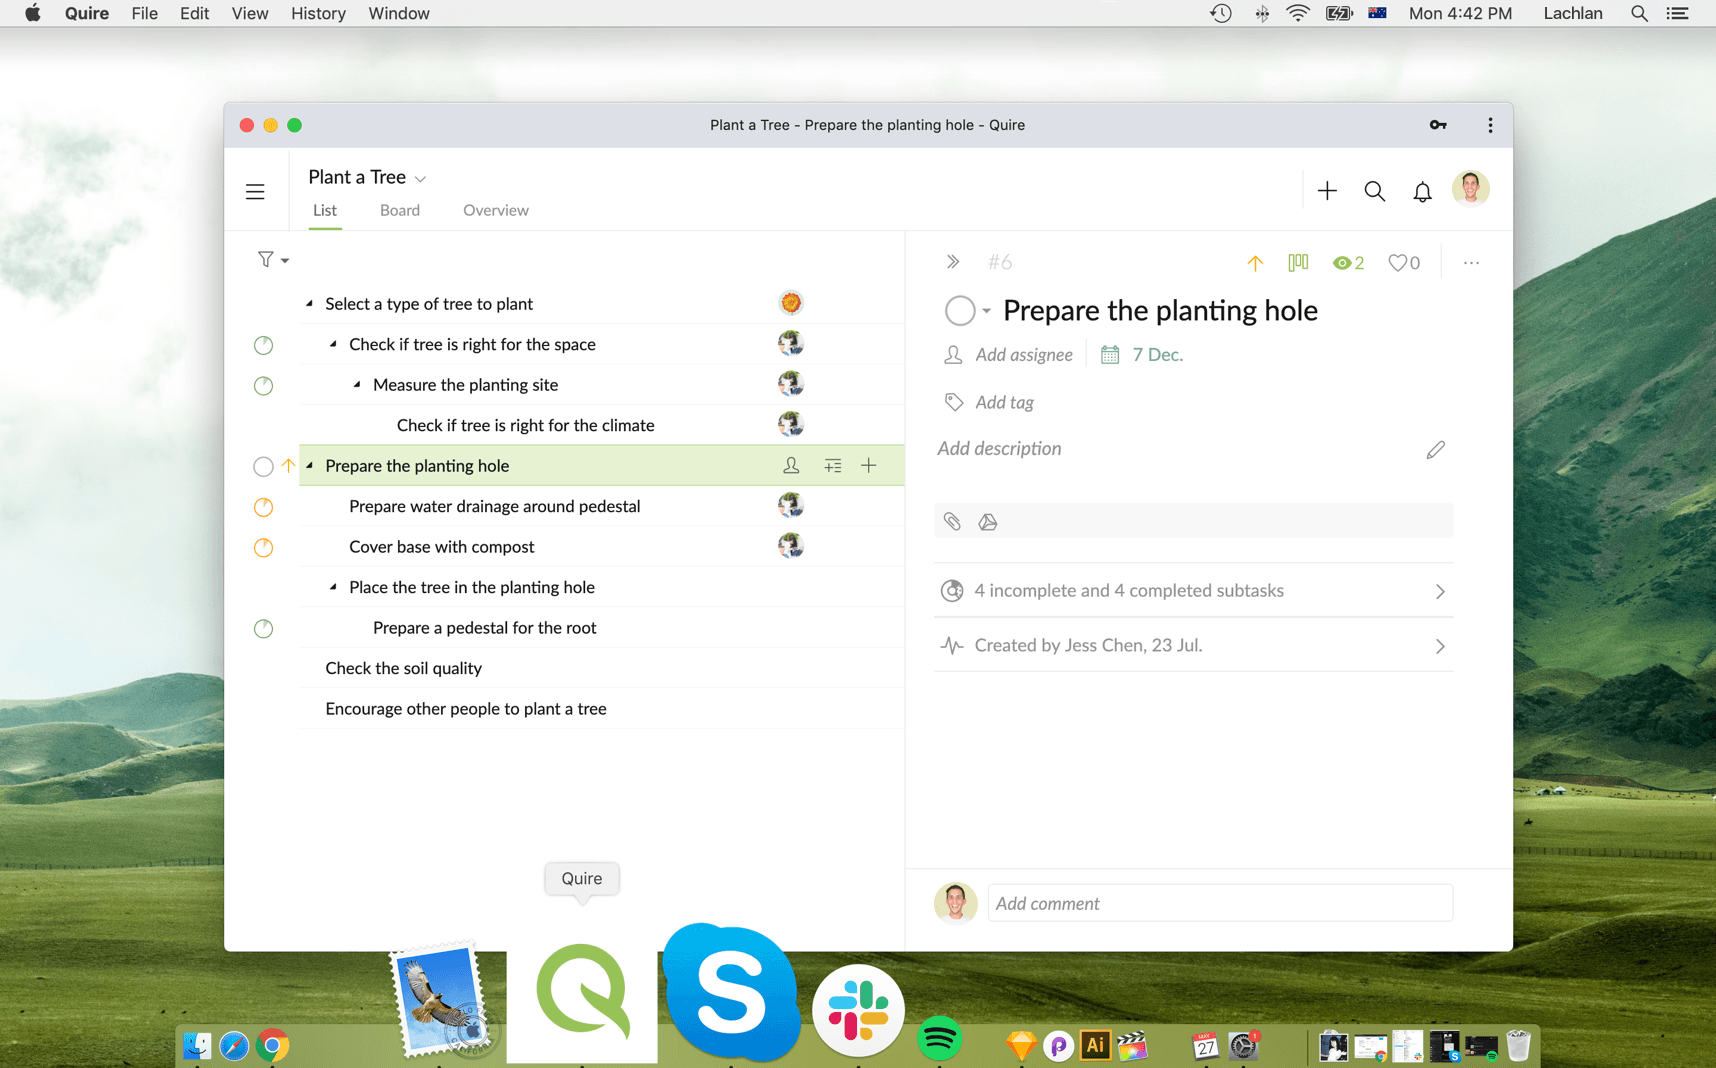 Quire File Edit View History Window Mon 4:42 PM Lachlan
Plant a Tree - Prepare the planting hole - Quire
Plant a Tree
List Board Overview
#6
2
0
Select a type of tree to plant
Check if tree is right for the space
Measure the planting site
Check if tree is right for the climate
Prepare the planting hole
Prepare water drainage around pedestal
Cover base with compost
Place the tree in the planting hole
Prepare a pedestal for the root
Check the soil quality
Encourage other people to plant a tree
Prepare the planting hole
Add assignee 7 Dec.
Add tag
Add description
4 incomplete and 4 completed subtasks
Created by Jess Chen, 23 Jul.
Add comment
Quire
S
Ai
MAY
27
1